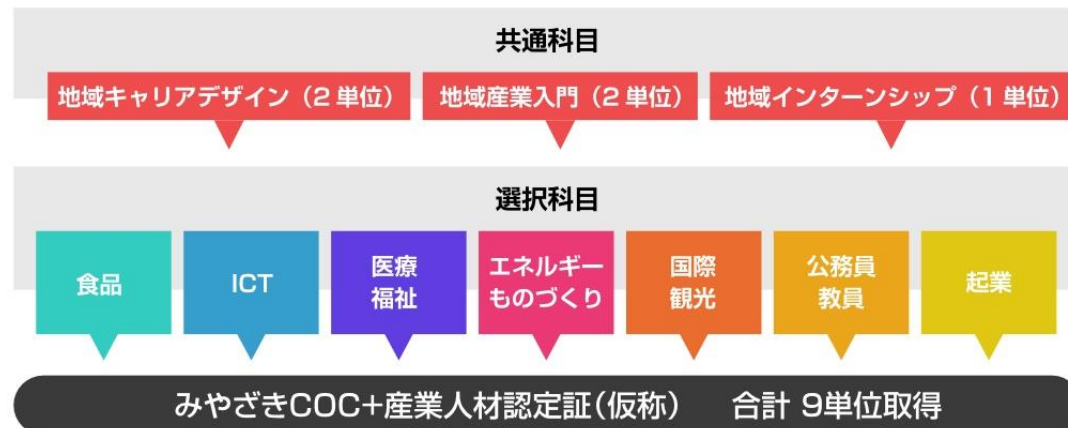 共通科目
地域キャリアデザイン（2単位）
地域産業入門（2単位）
地域インターンシップ（1単位）
選択科目
食品
ICT
医療
福祉
エネルギー
ものづくり
国際
観光
公務員
教員
起業
みやざきCOC+産業人材認定証(仮称)　合計 9単位取得